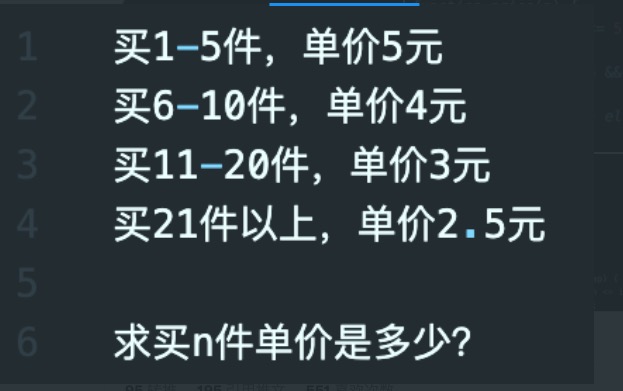 1 买1-5件，单价5元
2 买6-10件，单价4元
3 买11-20件，单价3元
4 买21件以上，单价2.5元
5
6 求买n件单价是多少?